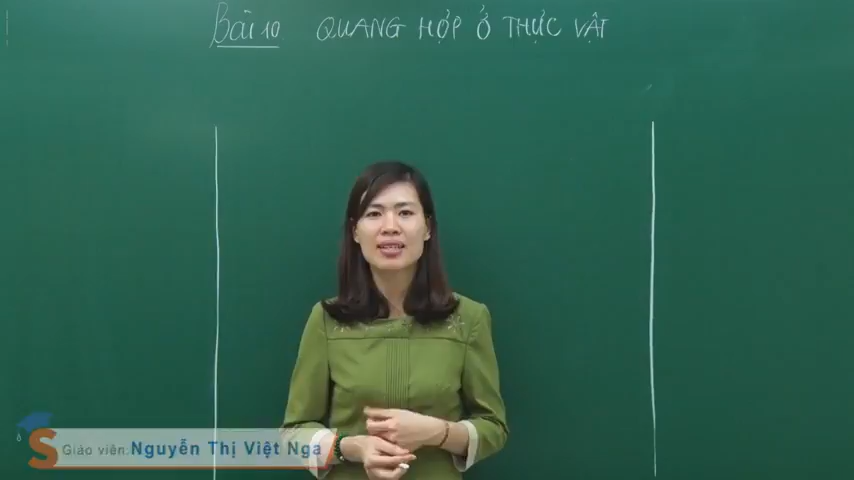 Bài 10. QUANG HỢP Ở THỰC VẬT
S Giáo viên: Nguyễn Thị Việt Nga